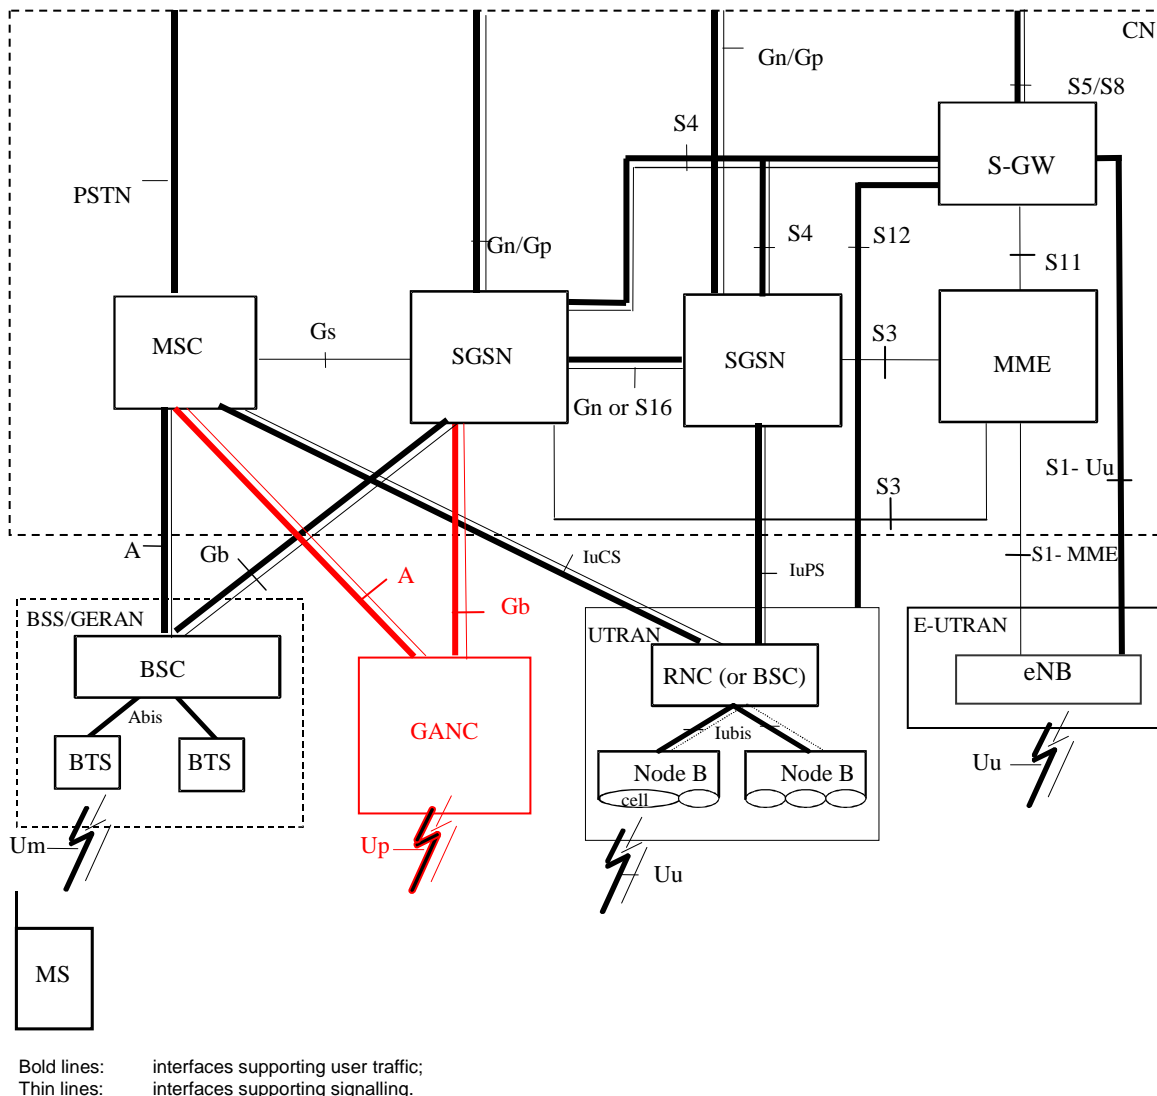 CN
Gn/Gp
S5/S8
S4
S-GW
PSTN
Gn/Gp
S4
S12
S11
MSC
Gs
SGSN
SGSN
S3
MME
Gn or S16
S1- Uu
S3
A
Gb
IuCS
IuPS
S1- MME
A
Gb
BSS/GERAN
UTRAN
E-UTRAN
BSC
RNC (or BSC)
eNB
Abis
GANC
Iubis
BTS
BTS
Node B
Node B
cell
Uu
Um
Up
Uu
MS
Bold lines: interfaces supporting user traffic;
Thin lines: interfaces supporting signalling.